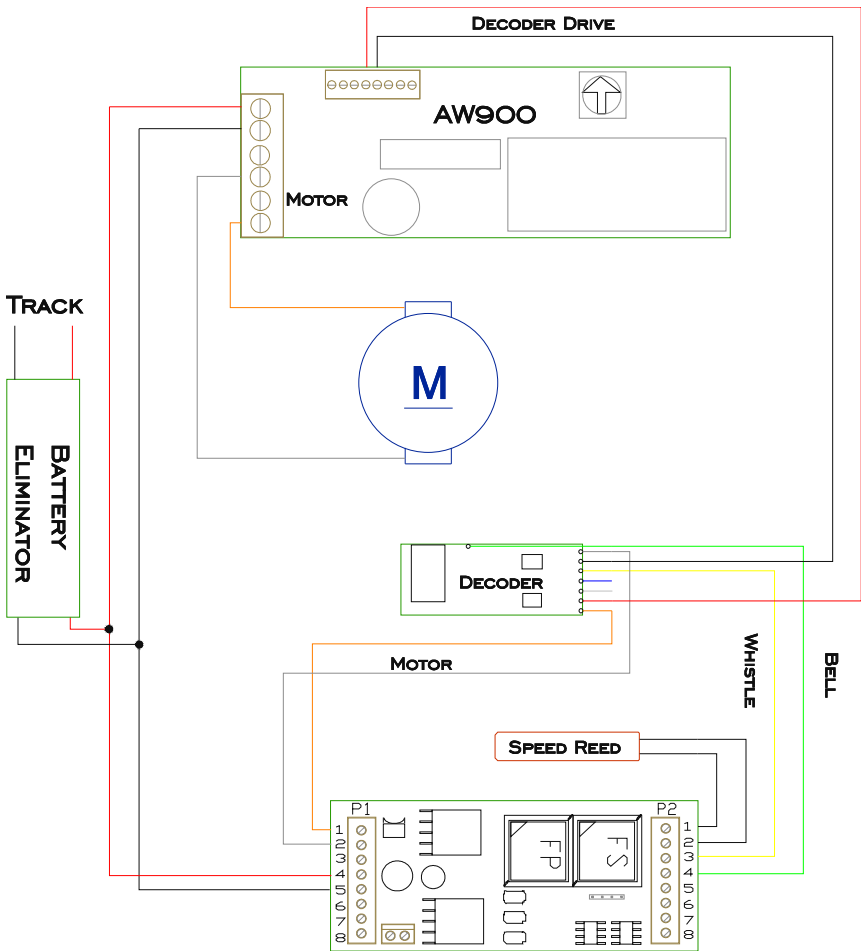 DECODER DRIVE
AW900
MOTOR
TRACK
M
BATTERY
ELIMINATOR
DECODER
MOTOR
WHISTLE
BELL
SPEED REED
P1
P2
1
2
3
4
5
6
7
8
FP
FS
1
2
3
4
5
6
7
8